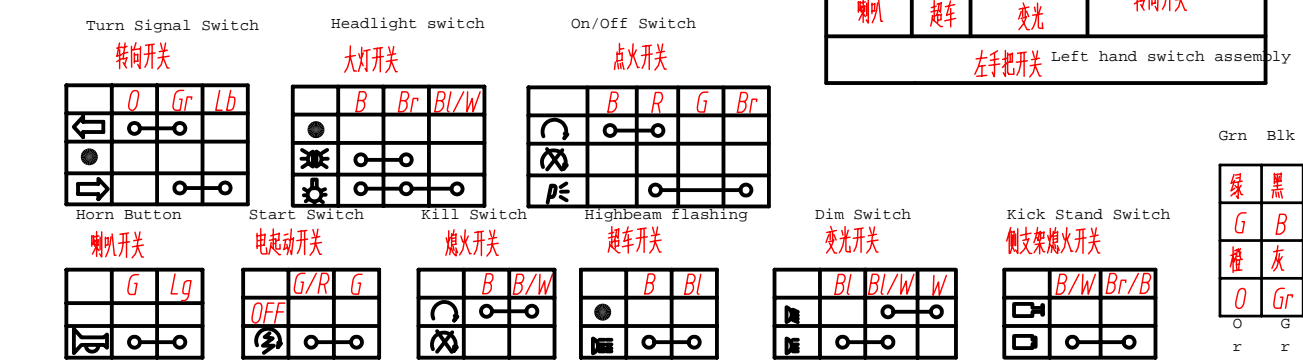 喇叭 超车 变光 转向开关
左手把开关 Left hand switch assembly
Turn Signal Switch
转向开关
O Gr Lb
Headlight switch
大灯开关
B Br Bl/W
On/Off Switch
点火开关
B R G Br
P
Horn Button
喇叭开关
G Lg
Start Switch
电起动开关
G/R G
OFF
Kill Switch
熄火开关
B B/W
Highbeam flashing
超车开关
B Bl
Dim Switch
变光开关
Bl Bl/W W
Kick Stand Switch
侧支架熄火开关
B/W Br/B
Grn Blk
绿 黑
G B
橙 灰
O Gr
O G
r r